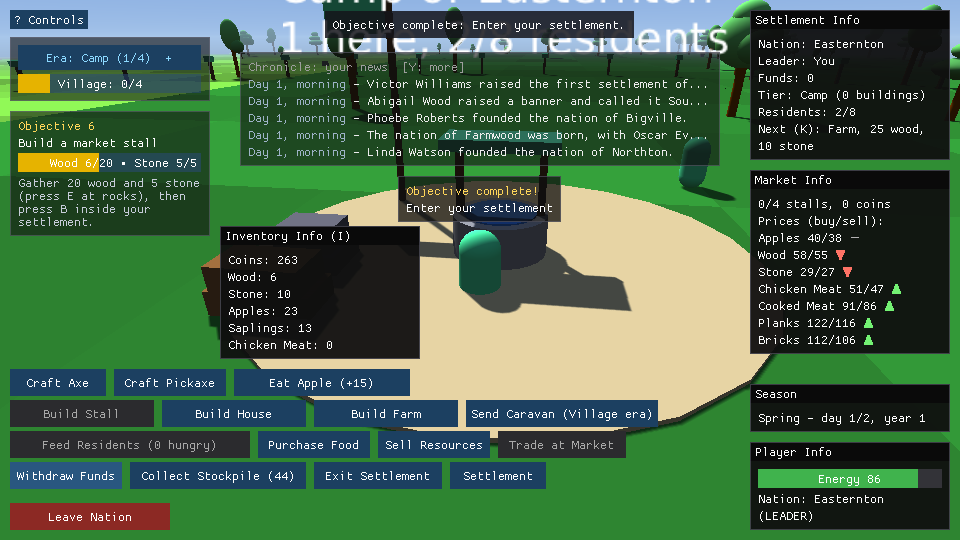 ? Controls
Era: Camp (1/4) +
Village: 0/4
Objective 6
Build a market stall
Wood 6/20 • Stone 5/5
Gather 20 wood and 5 stone
(press E at rocks), then
press B inside your
settlement.
Camp of Easternton
1 here, 2/8 residents
Objective complete: Enter your settlement.
Chronicle: your news [Y: more]
Day 1, morning – Victor Williams raised the first settlement of...
Day 1, morning – Abigail Wood raised a banner and called it Sou...
Day 1, morning – Phoebe Roberts founded the nation of Bigville.
Day 1, morning – The nation of Farmwood was born, with Oscar Ev...
Day 1, morning – Linda Watson founded the nation of Northton.
Objective complete!
Enter your settlement
Inventory Info (I)
Coins: 263
Wood: 6
Stone: 10
Apples: 23
Saplings: 13
Chicken Meat: 0
Craft Axe
Craft Pickaxe
Eat Apple (+15)
Build Stall
Build House
Build Farm
Send Caravan (Village era)
Feed Residents (0 hungry)
Purchase Food
Sell Resources
Trade at Market
Withdraw Funds
Collect Stockpile (44)
Exit Settlement
Settlement
Leave Nation
Settlement Info
Nation: Easternton
Leader: You
Funds: 0
Tier: Camp (0 buildings)
Residents: 2/8
Next (K): Farm, 25 wood,
10 stone
Market Info
0/4 stalls, 0 coins
Prices (buy/sell):
Apples 40/38 –
Wood 58/55 ▼
Stone 29/27 ▼
Chicken Meat 51/47 ▲
Cooked Meat 91/86 ▲
Planks 122/116 ▲
Bricks 112/106 ▲
Season
Spring – day 1/2, year 1
Player Info
Energy 86
Nation: Easternton
(LEADER)